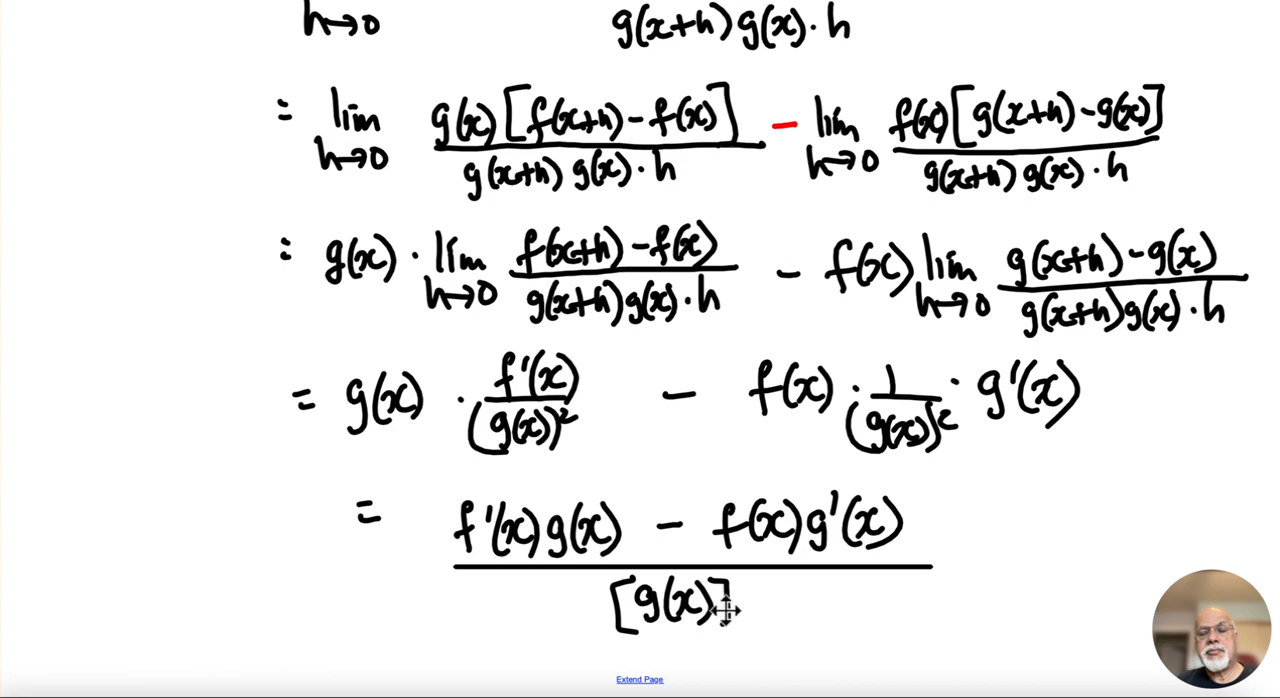 h→0 g(x+h)g(x)·h
= lim h→0 g(x)[f(x+h)-f(x)] / g(x+h)g(x)·h - lim h→0 f(x)[g(x+h)-g(x)] / g(x+h)g(x)·h
= g(x)· lim h→0 f(x+h)-f(x) / g(x+h)g(x)·h - f(x) lim h→0 g(x+h)-g(x) / g(x+h)g(x)·h
= g(x) · f'(x) / (g(x))² - f(x) · 1 / (g(x))² · g'(x)
= f'(x)g(x) - f(x)g'(x) / [g(x)]
Extend Page